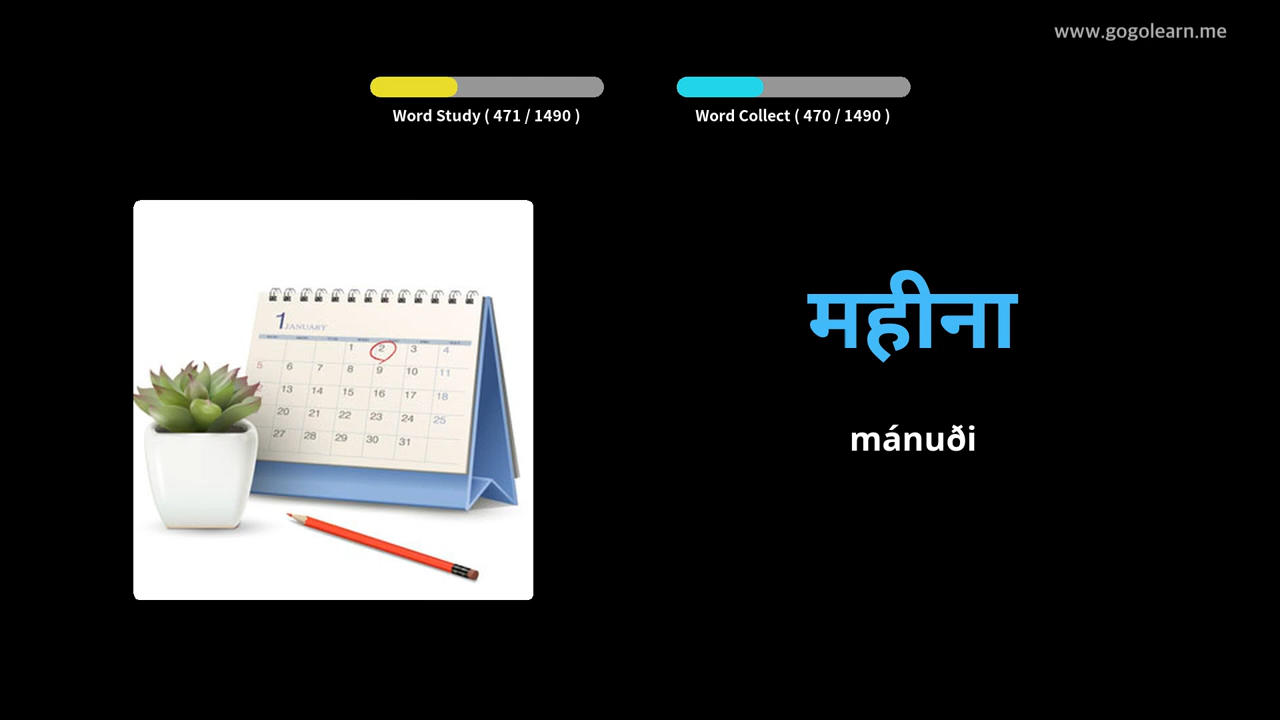 www.gogolearn.me
Word Study ( 471 / 1490 )
Word Collect ( 470 / 1490 )
महीना
mánuði
1 JANUARY
1 2 3 4
5 6 7 8 9 10 11
13 14 15 16 17 18
20 21 22 23 24 25
27 28 29 30 31